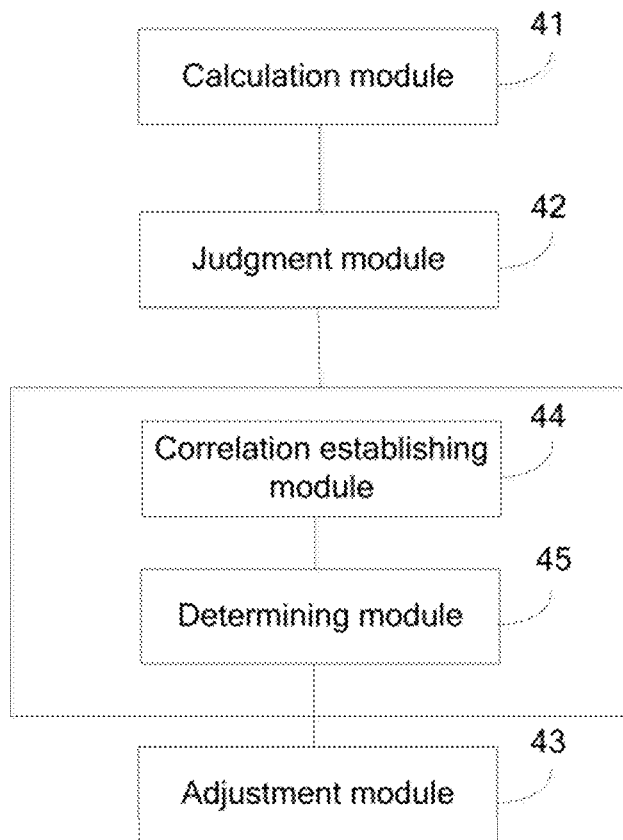 41
Calculation module
42
Judgment module
44
Correlation establishing
module
45
Determining module
43
Adjustment module